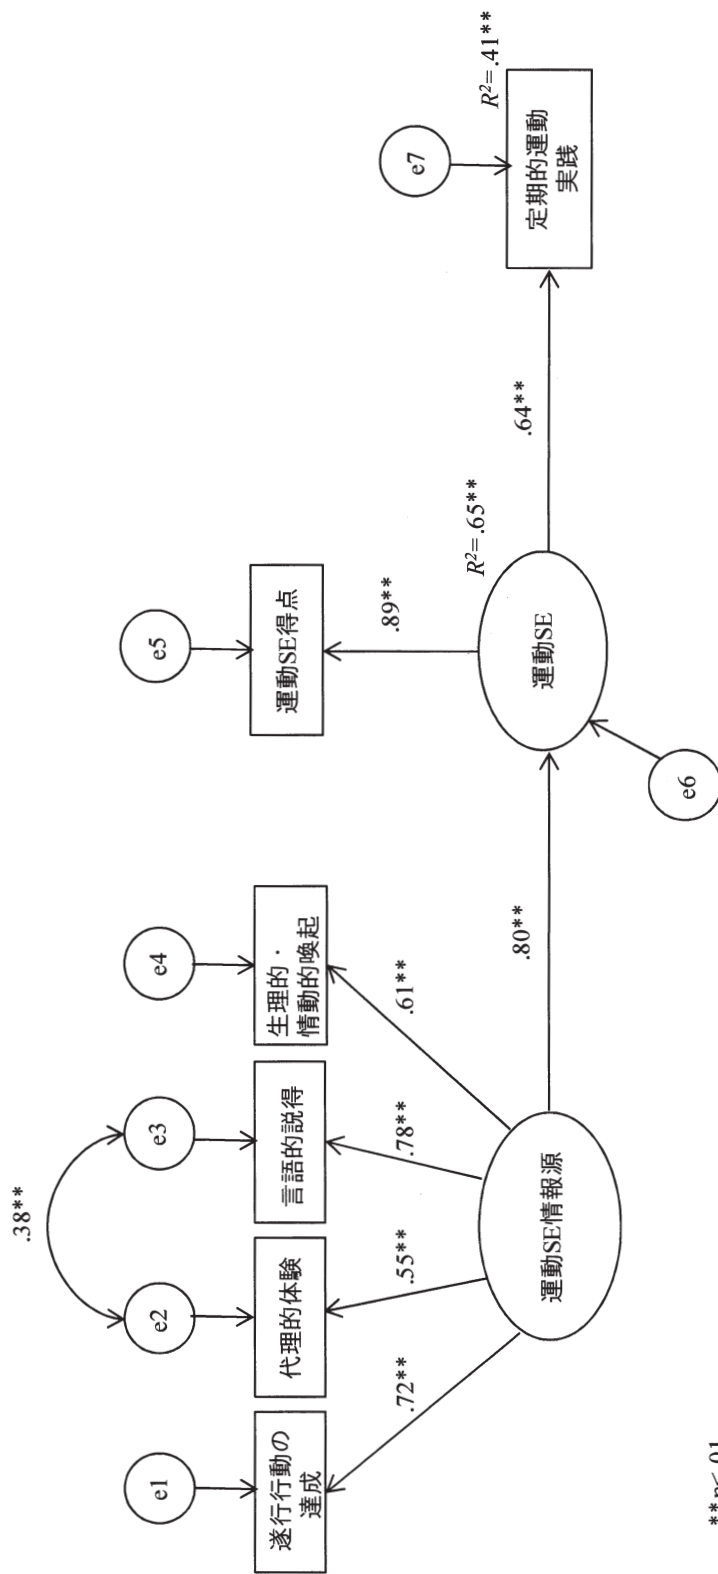 .38**
e1
e2
e3
e4
e5
e7
遂行行動の
達成
代理的体験
言語的説得
生理的・
情動的喚起
運動SE得点
R²=.41**
定期的運動
実践
.72**
.55**
.78**
.61**
.89**
R²=.65**
.64**
運動SE情報源
.80**
運動SE
e6
**p<.01